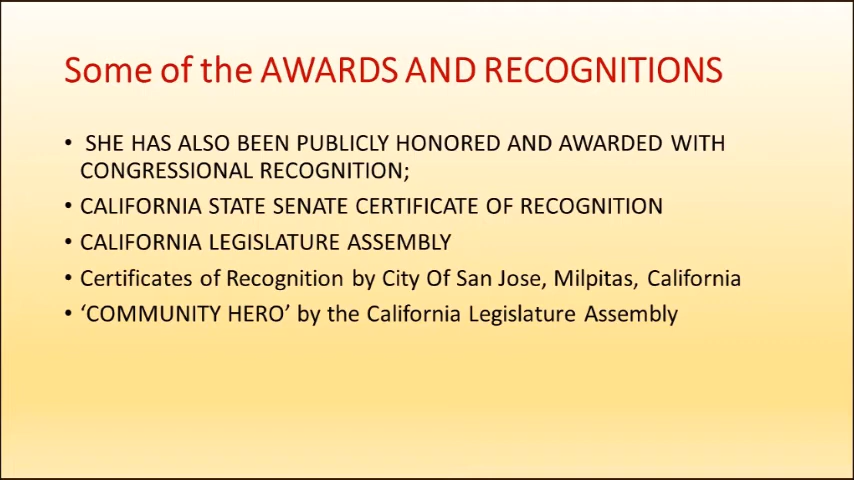 Some of the AWARDS AND RECOGNITIONS
• SHE HAS ALSO BEEN PUBLICLY HONORED AND AWARDED WITH
CONGRESSIONAL RECOGNITION;
• CALIFORNIA STATE SENATE CERTIFICATE OF RECOGNITION
• CALIFORNIA LEGISLATURE ASSEMBLY
• Certificates of Recognition by City Of San Jose, Milpitas, California
• ‘COMMUNITY HERO’ by the California Legislature Assembly